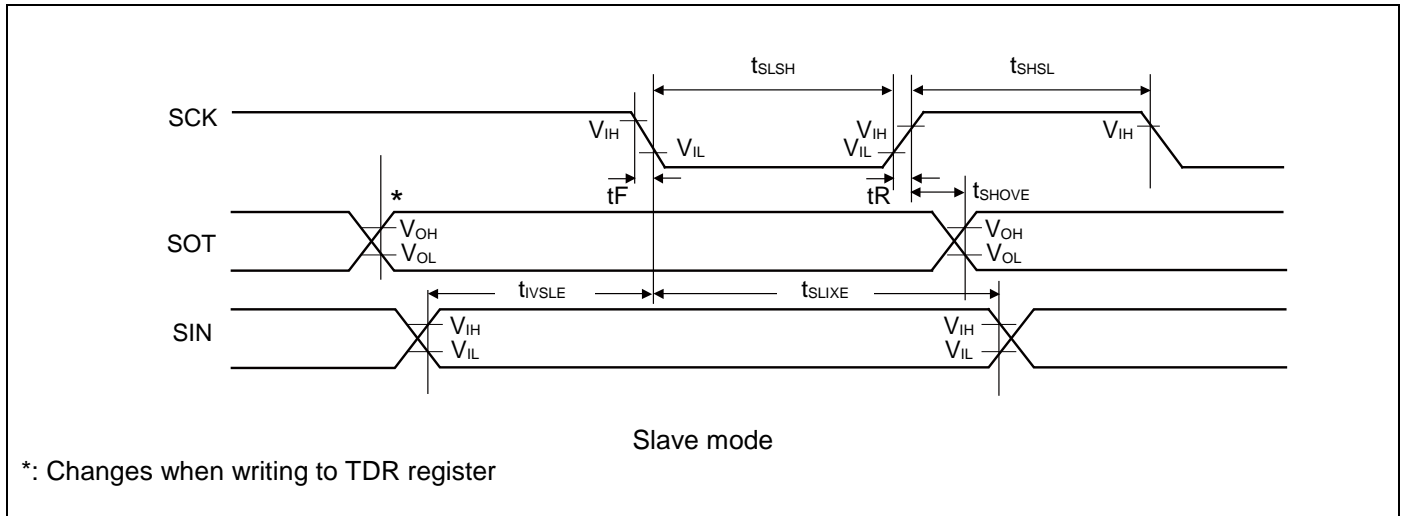 tSLSH tSHSL
SCK
VIH VIL VIL VIH VIH
tF tR tSHOVE
*
SOT
VOH VOH
VOL VOL
tIVSLE tSLIXE
SIN
VIH VIH
VIL VIL
Slave mode
*: Changes when writing to TDR register